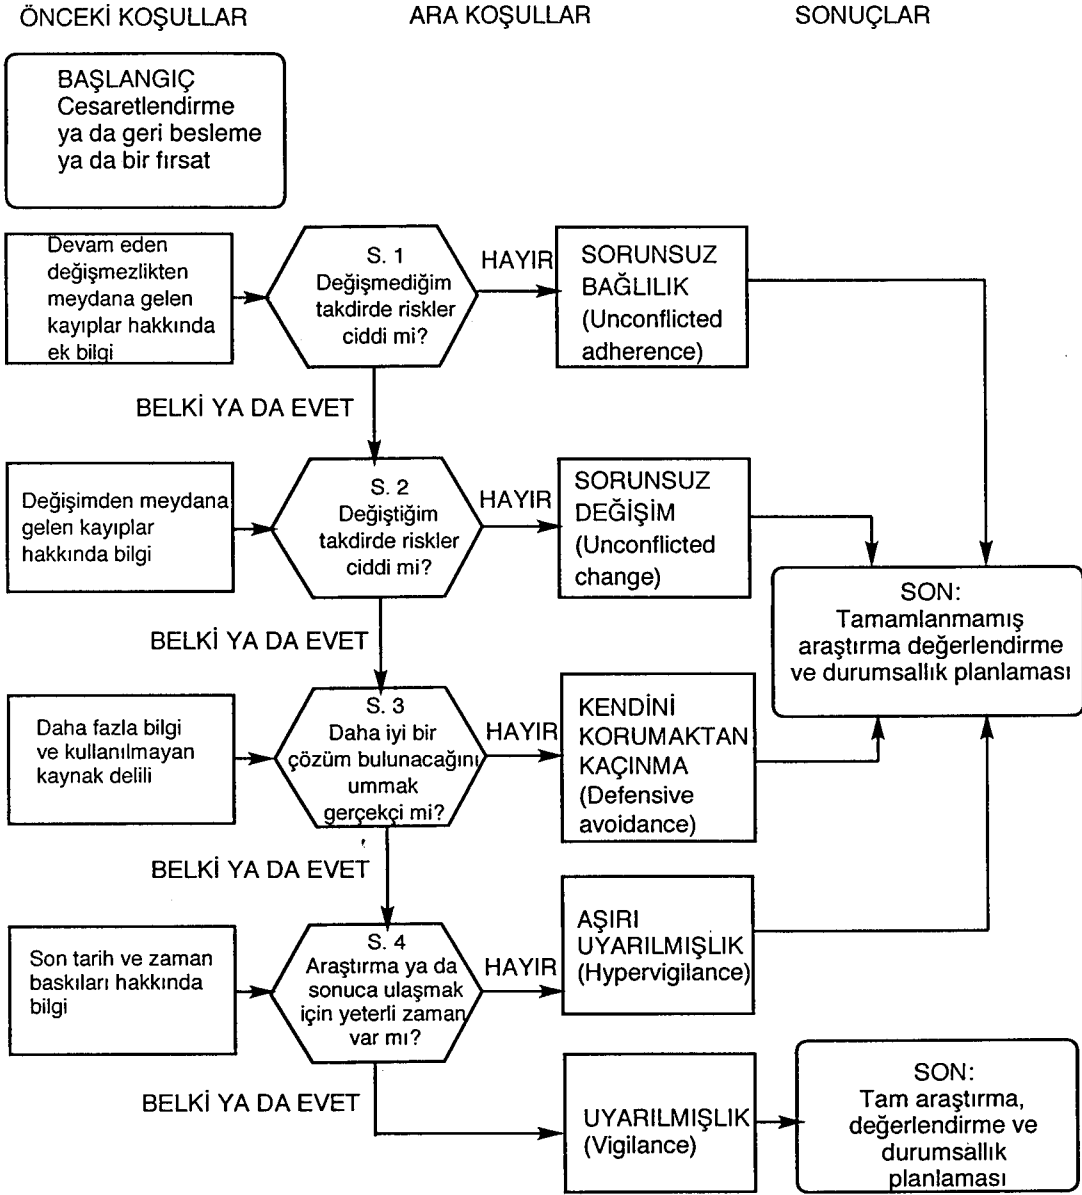 ÖNCEKİ KOŞULLAR
ARA KOŞULLAR
SONUÇLAR
BAŞLANGIÇ
Cesaretlendirme
ya da geri besleme
ya da bir fırsat
Devam eden
değişmezlikten
meydana gelen
kayıplar hakkında
ek bilgi
S. 1
Değişmediğim
takdirde riskler
ciddi mi?
HAYIR
SORUNSUZ
BAĞLILIK
(Unconflicted
adherence)
BELKİ YA DA EVET
Değişimden meydana
gelen kayıplar
hakkında bilgi
S. 2
Değiştiğim
takdirde riskler
ciddi mi?
HAYIR
SORUNSUZ
DEĞİŞİM
(Unconflicted
change)
SON:
Tamamlanmamış
araştırma değerlendirme
ve durumsallık planlaması
BELKİ YA DA EVET
Daha fazla bilgi
ve kullanılmayan
kaynak delili
S. 3
Daha iyi bir
çözüm bulunacağını
ummak
gerçekçi mi?
HAYIR
KENDİNİ
KORUMAKTAN
KAÇINMA
(Defensive
avoidance)
BELKİ YA DA EVET
Son tarih ve zaman
baskıları hakkında
bilgi
S. 4
Araştırma ya da
sonuca ulaşmak
için yeterli zaman
var mı?
HAYIR
AŞIRI
UYARILMIŞLIK
(Hypervigilance)
BELKİ YA DA EVET
UYARILMIŞLIK
(Vigilance)
SON:
Tam araştırma,
değerlendirme ve
durumsallık
planlaması